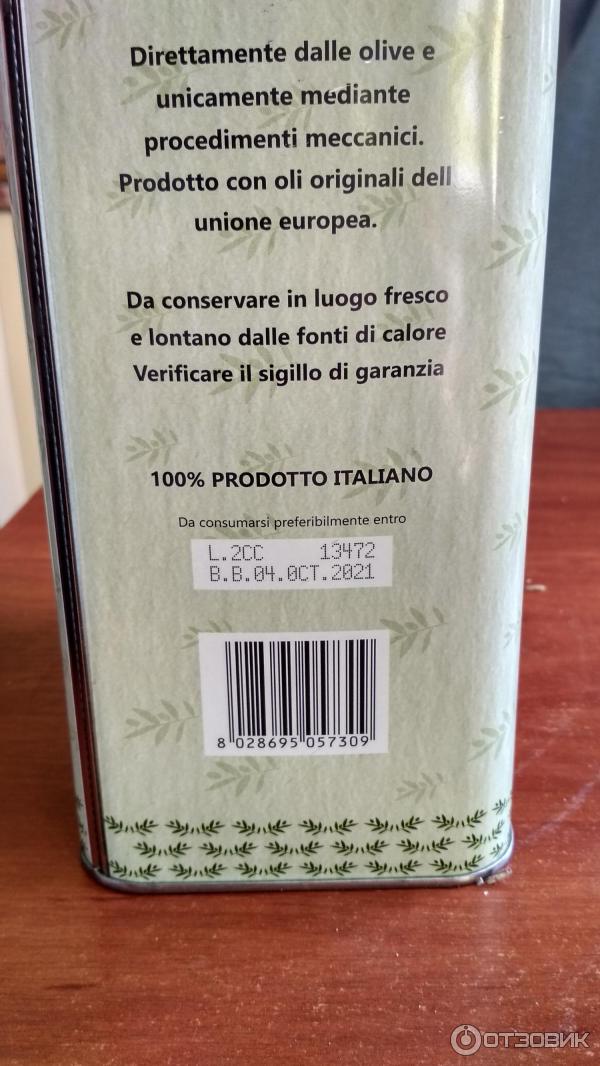 Direttamente dalle olive e
unicamente mediante
procedimenti meccanici.
Prodotto con oli originali dell
unione europea.
Da conservare in luogo fresco
e lontano dalle fonti di calore
Verificare il sigillo di garanzia
100% PRODOTTO ITALIANO
Da consumarsi preferibilmente entro
L.2CC 13472
B.B.04.OCT.2021
8 028695 057309
ОТЗОВИК